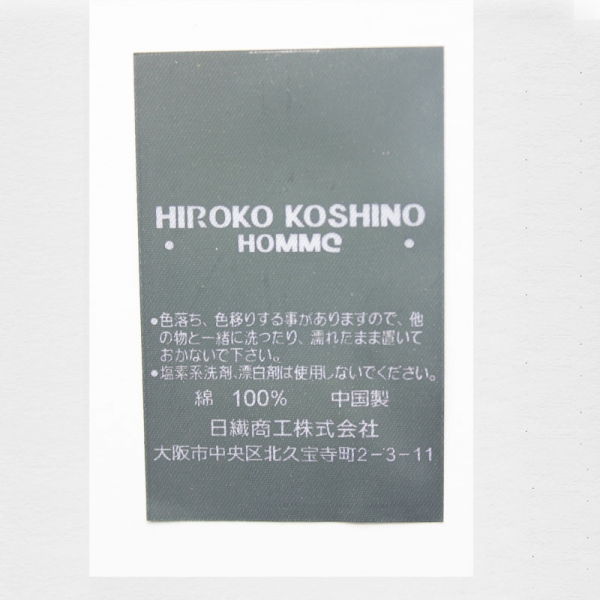 HIROKO KOSHINO
• HOMME •
•色落ち、色移りする事がありますので、他
の物と一緒に洗ったり、濡れたまま置いて
おかないで下さい。
•塩素系洗剤、漂白剤は使用しないでください。
綿 100% 中国製
日繊商工株式会社
大阪市中央区北久宝寺町2-3-11